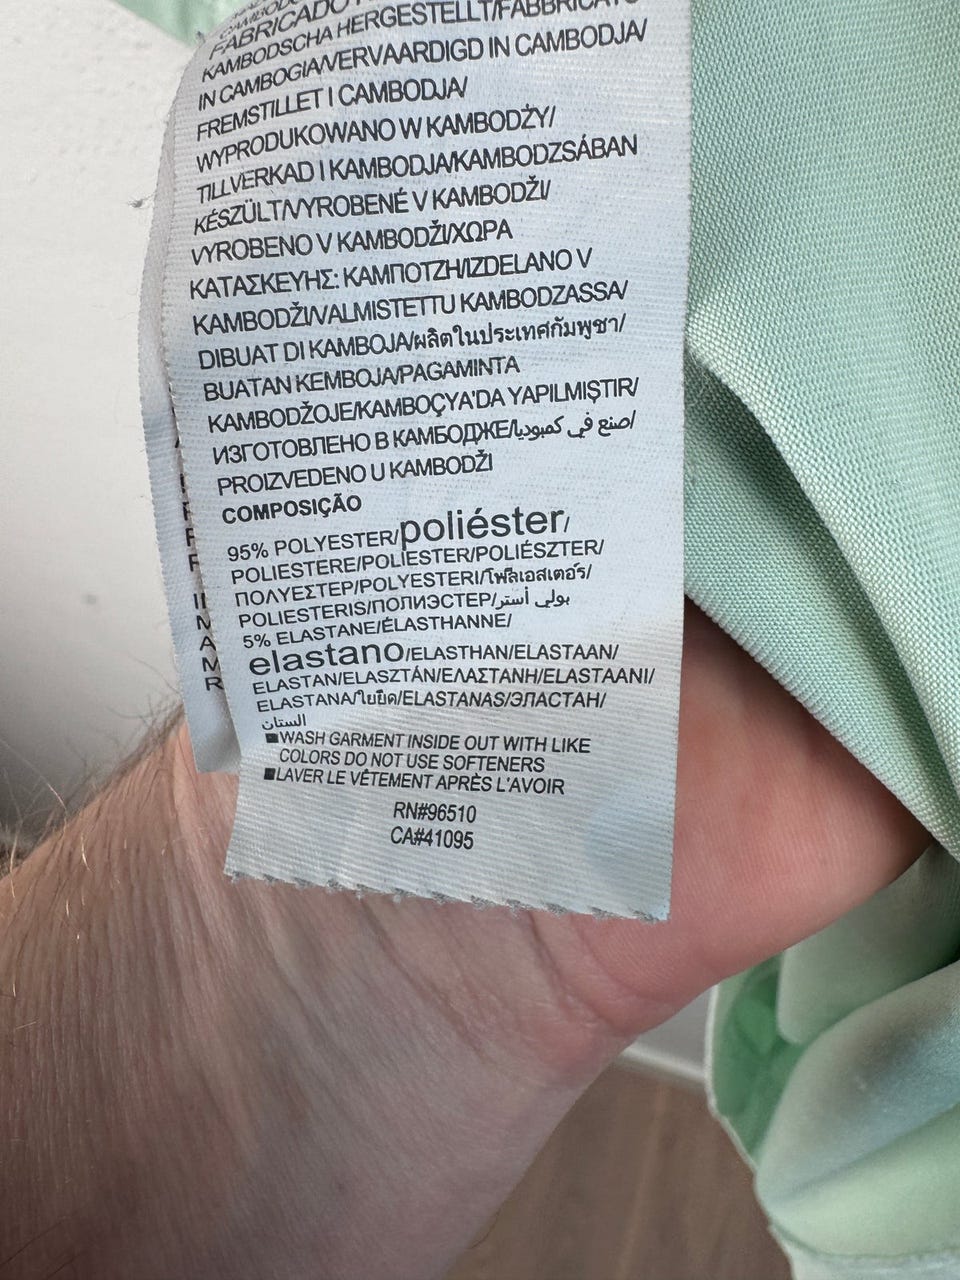 FABRICADO
KAMBODSCHA HERGESTELLT/FABBRICATO
IN CAMBOGIA/VERVAARDIGD IN CAMBODJA/
FREMSTILLET I CAMBODJA/
WYPRODUKOWANO W KAMBODŻY/
TILLVERKAD I KAMBODJA/KAMBODZSÁBAN
KÉSZÜLT/VYROBENÉ V KAMBODŽI/
VYROBENO V KAMBODŽI/ΧΩΡΑ
ΚΑΤΑΣΚΕΥΗΣ: ΚΑΜΠΟΤΖΗ/IZDELANO V
KAMBODŽI/VALMISTETTU KAMBODZASSA/
DIBUAT DI KAMBOJA/ผลิตในประเทศกัมพูชา/
BUATAN KEMBOJA/PAGAMINTA
KAMBODŽOJE/KAMBOÇYA'DA YAPILMIŞTIR/
ИЗГОТОВЛЕНО В КАМБОДЖЕ/صنع في كمبوديا/
PROIZVEDENO U KAMBODŽI
COMPOSIÇÃO
95% POLYESTER/poliéster/
POLIESTERE/POLIESTER/POLIÉSZTER/
ΠΟΛΥΕΣΤΕΡ/POLYESTERI/โพลีเอสเตอร์/
POLIESTERIS/ПОЛИЭСТЕР/بولي أستر
5% ELASTANE/ÉLASTHANNE/
elastano/ELASTHAN/ELASTAAN/
ELASTAN/ELASZTÁN/ΕΛΑΣΤΑΝΗ/ELASTAANI/
ELASTANA/ใยยืด/ELASTANAS/ЭЛАСТАН/
الستان
■WASH GARMENT INSIDE OUT WITH LIKE
COLORS DO NOT USE SOFTENERS
■LAVER LE VÊTEMENT APRÈS L'AVOIR
RN#96510
CA#41095